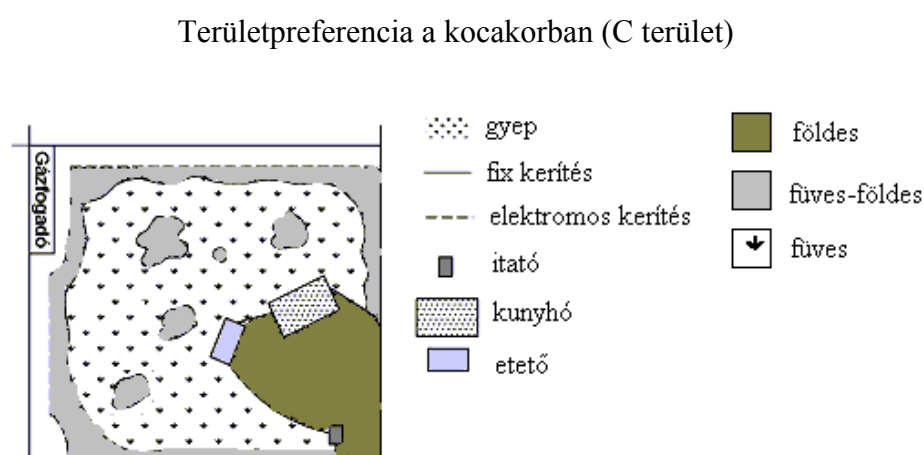 Területpreferencia a kocakorban (C terület)
Gázfogadó
gyep
fix kerítés
elektromos kerítés
itató
kunyhó
etető
földes
füves-földes
füves